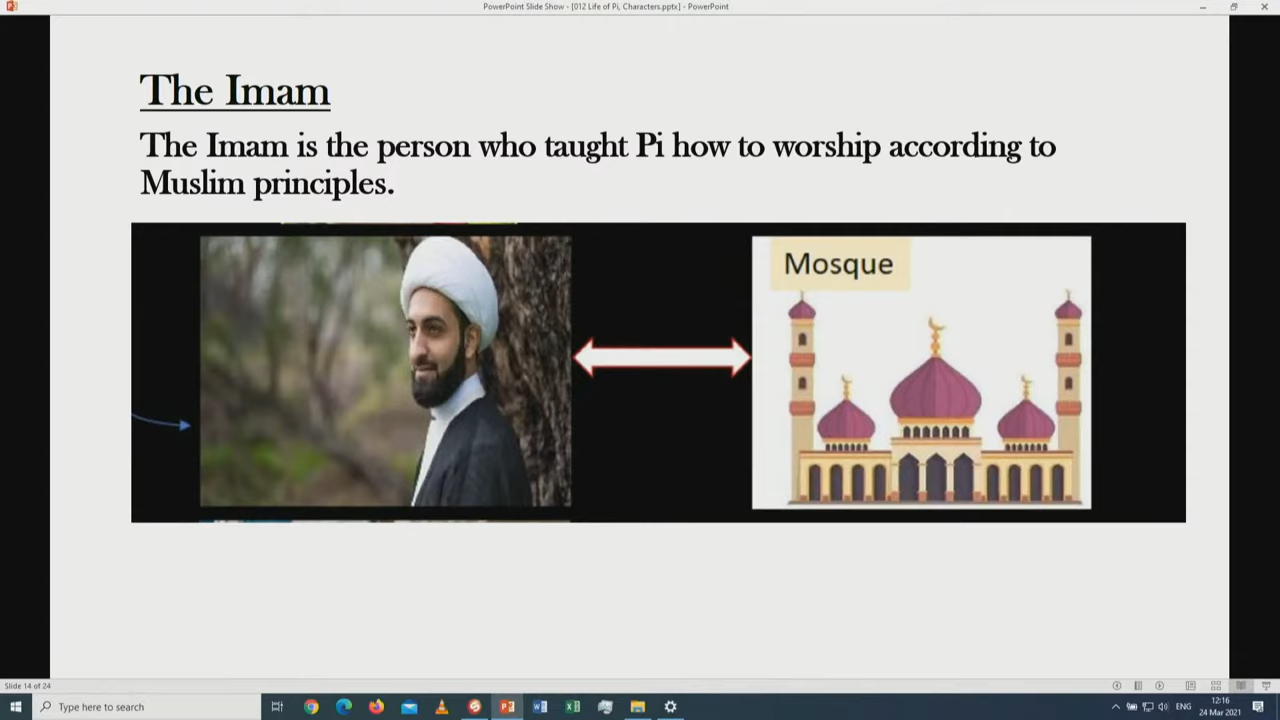 PowerPoint Slide Show - [012 Life of Pi, Characters.pptx] - PowerPoint
The Imam
The Imam is the person who taught Pi how to worship according to
Muslim principles.
Mosque
Slide 14 of 24
Type here to search
ENG
12:16
24 Mar 2021